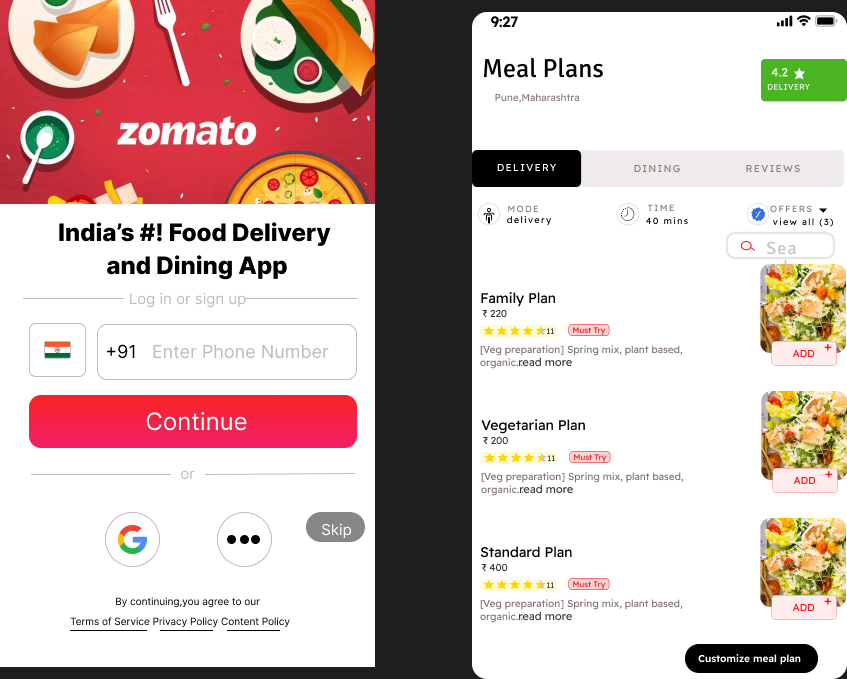 zomato
India's #! Food Delivery
and Dining App
Log in or sign up
+91 Enter Phone Number
Continue
or
Skip
By continuing,you agree to our
Terms of Service Privacy Policy Content Policy
9:27
Meal Plans
Pune,Maharashtra
4.2
DELIVERY
DELIVERY DINING REVIEWS
MODE
delivery
TIME
40 mins
OFFERS
view all (3)
Sea
Family Plan
₹ 220
11 Must Try
[Veg preparation] Spring mix, plant based,
organic.read more
ADD +
Vegetarian Plan
₹ 200
11 Must Try
[Veg preparation] Spring mix, plant based,
organic.read more
ADD +
Standard Plan
₹ 400
11 Must Try
[Veg preparation] Spring mix, plant based,
organic.read more
ADD +
Customize meal plan